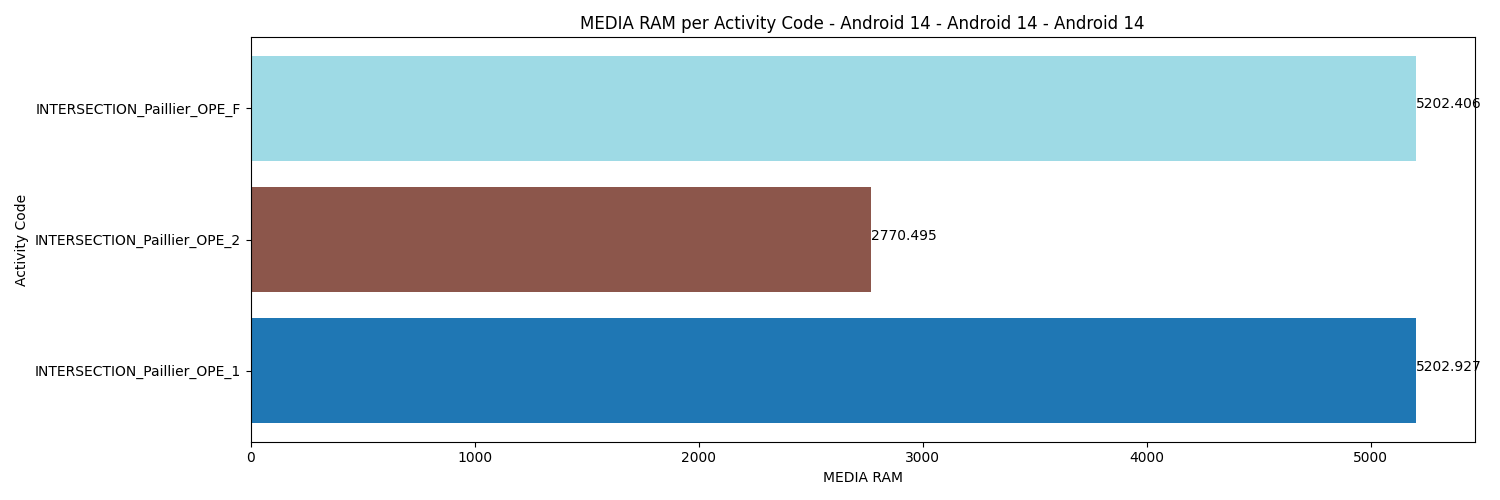 MEDIA RAM per Activity Code - Android 14 - Android 14 - Android 14
Activity Code
INTERSECTION_Paillier_OPE_F
5202.406
INTERSECTION_Paillier_OPE_2
2770.495
INTERSECTION_Paillier_OPE_1
5202.927
0 1000 2000 3000 4000 5000
MEDIA RAM